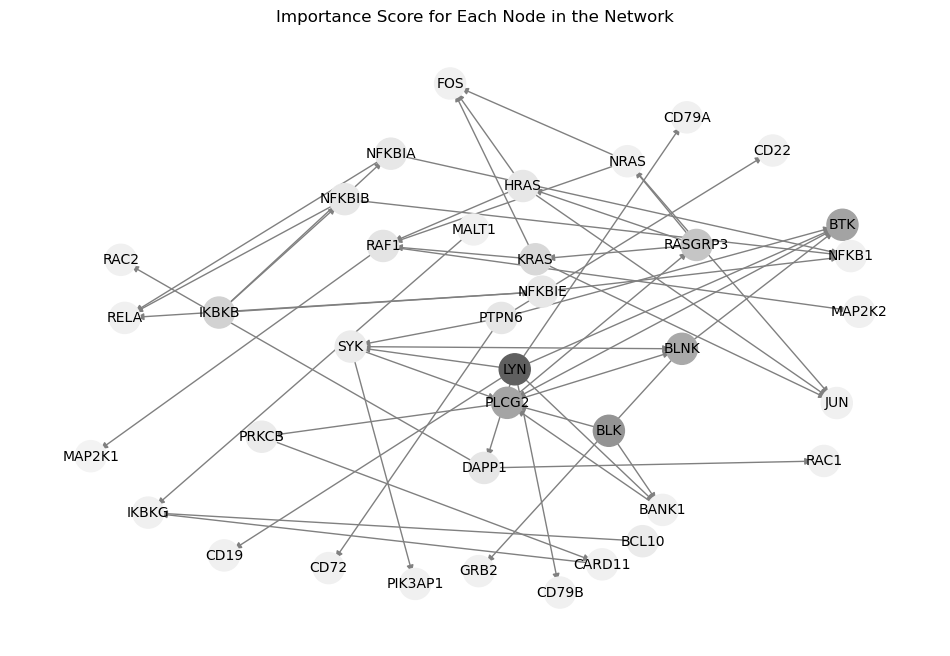 Importance Score for Each Node in the Network
FOS
CD79A
CD22
NFKBIA
NRAS
HRAS
NFKBIB
BTK
MALT1
RAF1
RASGRP3
NFKB1
RAC2
KRAS
NFKBIE
IKBKB
MAP2K2
RELA
PTPN6
SYK
BLNK
LYN
PLCG2
JUN
BLK
PRKCB
MAP2K1
RAC1
DAPP1
BANK1
IKBKG
BCL10
CD19
CARD11
CD72
GRB2
PIK3AP1
CD79B